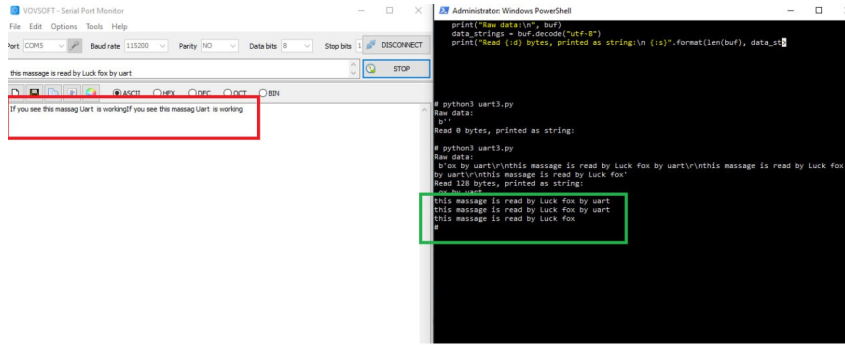 VOVSOFT - Serial Port Monitor
File Edit Options Tools Help
Port COM5 Baud rate 115200 Parity NO Data bits 8 Stop bits 1 DISCONNECT
this massage is read by Luck fox by uart
STOP
ASCII HEX DEC OCT BIN
If you see this massag Uart is workingIf you see this massag Uart is working
Administrator: Windows PowerShell
print("Raw data:\n", buf)
data_strings = buf.decode("utf-8")
print("Read {:d} bytes, printed as string:\n {:s}".format(len(buf), data_st
# python3 uart3.py
Raw data:
b''
Read 0 bytes, printed as string:
# python3 uart3.py
Raw data:
b'ox by uart\r\nthis massage is read by Luck fox by uart\r\nthis massage is read by Luck fox
by uart\r\nthis massage is read by Luck fox'
Read 128 bytes, printed as string:
ox by uart
this massage is read by Luck fox by uart
this massage is read by Luck fox by uart
this massage is read by Luck fox
#